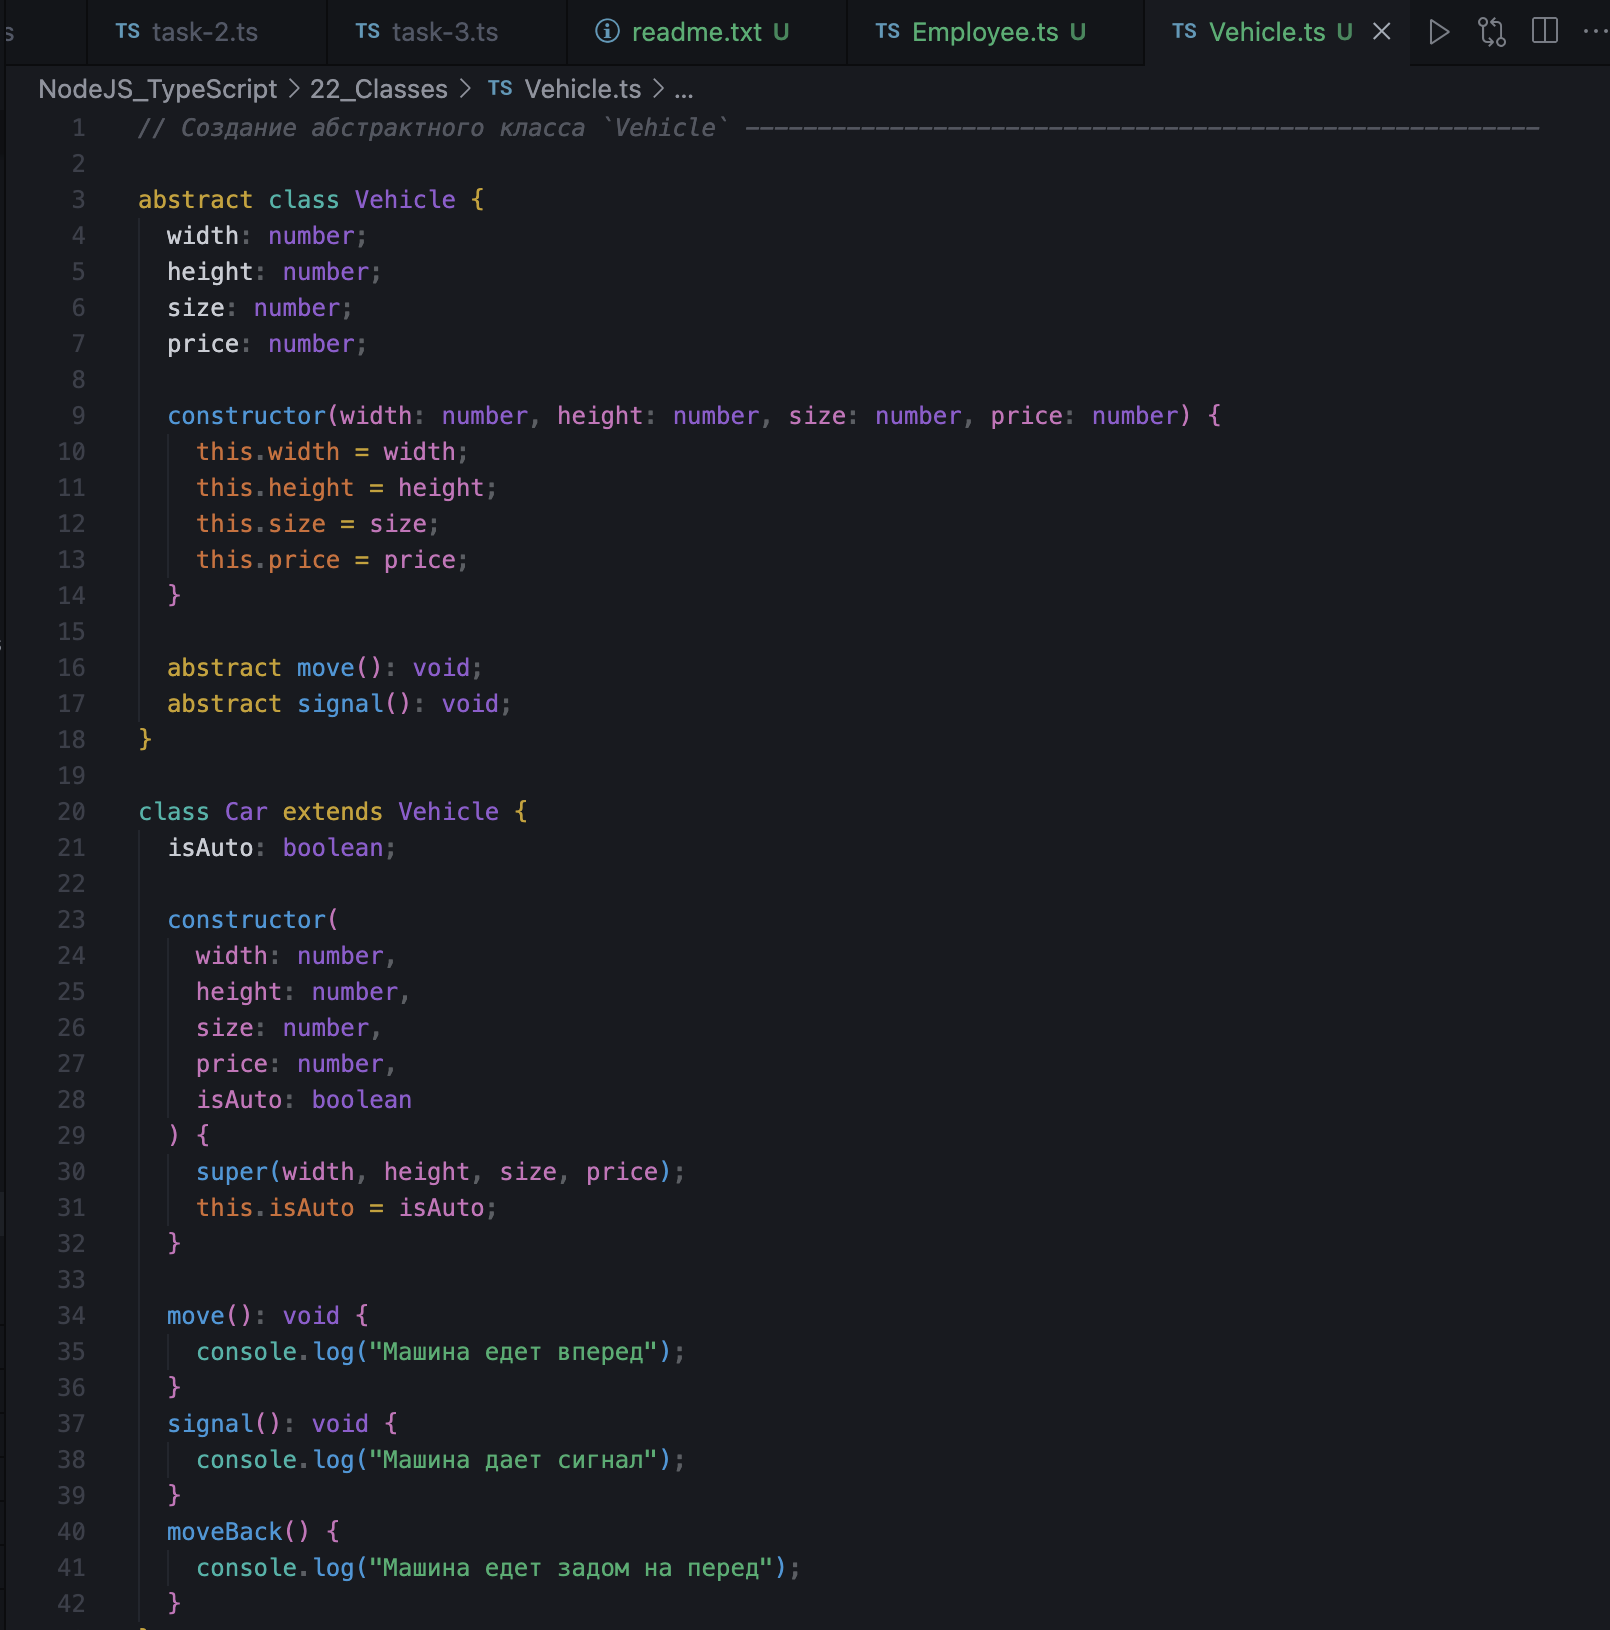 s TS task-2.ts TS task-3.ts readme.txt U TS Employee.ts U TS Vehicle.ts U
NodeJS_TypeScript > 22_Classes > TS Vehicle.ts > ...
1 // Создание абстрактного класса `Vehicle` -------------------------------------------------------
2
3 abstract class Vehicle {
4 width: number;
5 height: number;
6 size: number;
7 price: number;
8
9 constructor(width: number, height: number, size: number, price: number) {
10 this.width = width;
11 this.height = height;
12 this.size = size;
13 this.price = price;
14 }
15
16 abstract move(): void;
17 abstract signal(): void;
18 }
19
20 class Car extends Vehicle {
21 isAuto: boolean;
22
23 constructor(
24 width: number,
25 height: number,
26 size: number,
27 price: number,
28 isAuto: boolean
29 ) {
30 super(width, height, size, price);
31 this.isAuto = isAuto;
32 }
33
34 move(): void {
35 console.log("Машина едет вперед");
36 }
37 signal(): void {
38 console.log("Машина дает сигнал");
39 }
40 moveBack() {
41 console.log("Машина едет задом на перед");
42 }